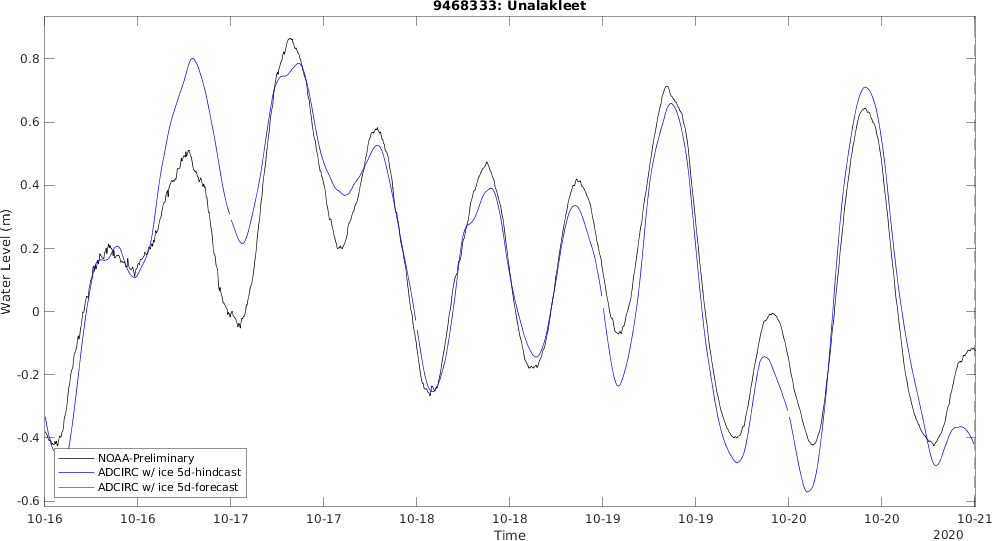 9468333: Unalakleet
Water Level (m)
0.8
0.6
0.4
0.2
0
-0.2
-0.4
-0.6
NOAA-Preliminary
ADCIRC w/ ice 5d-hindcast
ADCIRC w/ ice 5d-forecast
10-16 10-16 10-17 10-17 10-18 10-18 10-19 10-19 10-20 10-20 10-21
Time
2020